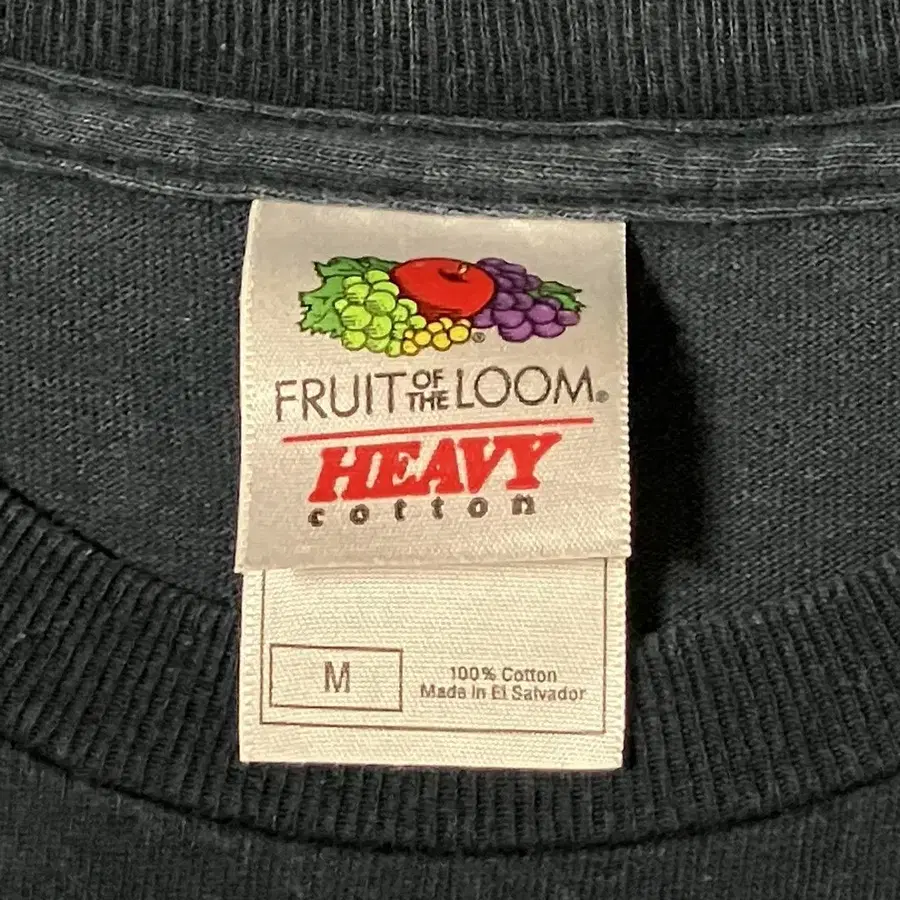 ®
FRUIT OF THE LOOM®
HEAVY
cotton
M
100% Cotton
Made in El Salvador